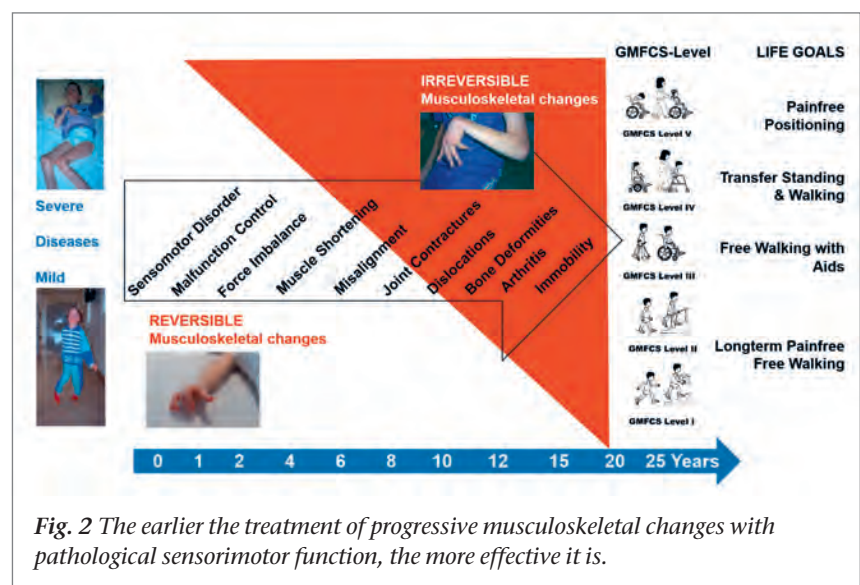 GMFCS-Level
LIFE GOALS
IRREVERSIBLE
Musculoskeletal changes
GMFCS Level V
Painfree
Positioning
GMFCS Level IV
Transfer Standing
& Walking
GMFCS Level III
Free Walking with
Aids
GMFCS Level II
GMFCS Level I
Longterm Painfree
Free Walking
Severe
Diseases
Mild
Sensomotor Disorder
Malfunction Control
Force Imbalance
Muscle Shortening
Misalignment
Joint Contractures
Dislocations
Bone Deformities
Arthritis
Immobility
REVERSIBLE
Musculoskeletal changes
0 1 2 4 6 8 10 12 15 20 25 Years
Fig. 2 The earlier the treatment of progressive musculoskeletal changes with
pathological sensorimotor function, the more effective it is.